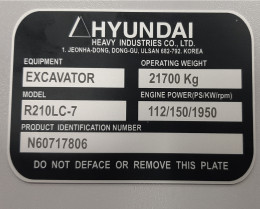 HYUNDAI
HEAVY INDUSTRIES CO., LTD.
1. JEONHA-DONG, DONG-GU, ULSAN 682-792, KOREA
EQUIPMENT OPERATING WEIGHT
EXCAVATOR 21700 Kg
MODEL ENGINE POWER(PS/KW/rpm)
R210LC-7 112/150/1950
PRODUCT IDENTIFICATION NUMBER
N60717806
DO NOT DEFACE OR REMOVE THIS PLATE